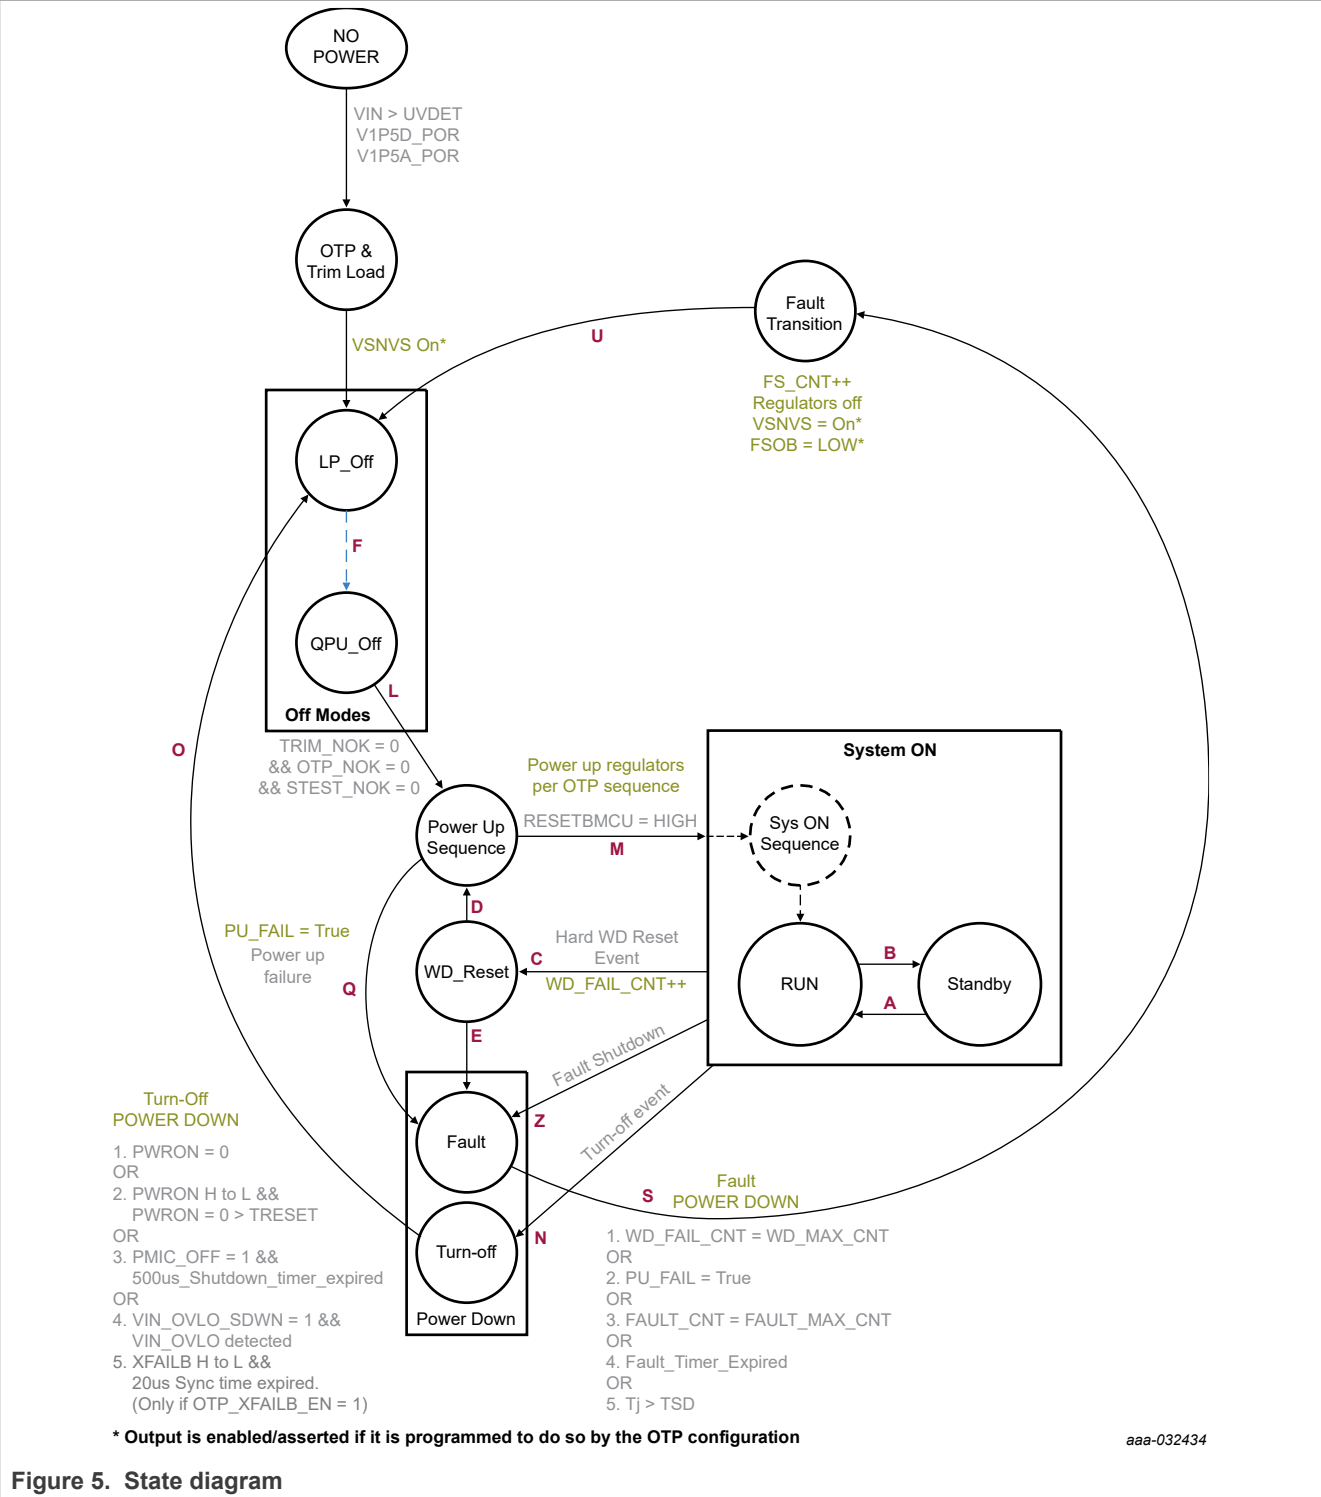 NO
POWER
VIN > UVDET
V1P5D_POR
V1P5A_POR
OTP &
Trim Load
VSNVS On*
Fault
Transition
U
FS_CNT++
Regulators off
VSNVS = On*
FSOB = LOW*
LP_Off
F
QPU_Off
L
Off Modes
O
TRIM_NOK = 0
&& OTP_NOK = 0
&& STEST_NOK = 0
Power up regulators
per OTP sequence
RESETBMCU = HIGH
M
System ON
Sys ON
Sequence
Power Up
Sequence
D
PU_FAIL = True
Power up
failure
Q
WD_Reset
C
Hard WD Reset
Event
WD_FAIL_CNT++
RUN
B
A
Standby
E
Fault Shutdown
Z
Turn-off event
N
Fault
Turn-off
Power Down
S
Fault
POWER DOWN
Turn-Off
POWER DOWN
1. PWRON = 0
OR
2. PWRON H to L &&
PWRON = 0 > TRESET
OR
3. PMIC_OFF = 1 &&
500us_Shutdown_timer_expired
OR
4. VIN_OVLO_SDWN = 1 &&
VIN_OVLO detected
5. XFAILB H to L &&
20us Sync time expired.
(Only if OTP_XFAILB_EN = 1)
1. WD_FAIL_CNT = WD_MAX_CNT
OR
2. PU_FAIL = True
OR
3. FAULT_CNT = FAULT_MAX_CNT
OR
4. Fault_Timer_Expired
OR
5. Tj > TSD
* Output is enabled/asserted if it is programmed to do so by the OTP configuration
aaa-032434
Figure 5. State diagram